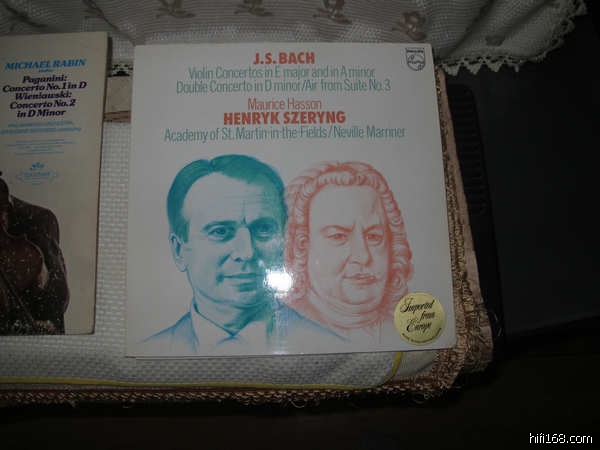 MICHAEL RABIN
Paganini:
Concerto No.1 in D
Wieniawski:
Concerto No.2
in D Minor
PHILIPS
J.S. BACH
Violin Concertos in E major and in A minor
Double Concerto in D minor/Air from Suite No. 3
Maurice Hasson
HENRYK SZERYNG
Academy of St. Martin-in-the-Fields/Neville Marriner
Imported
from
Europe
hifi168.com